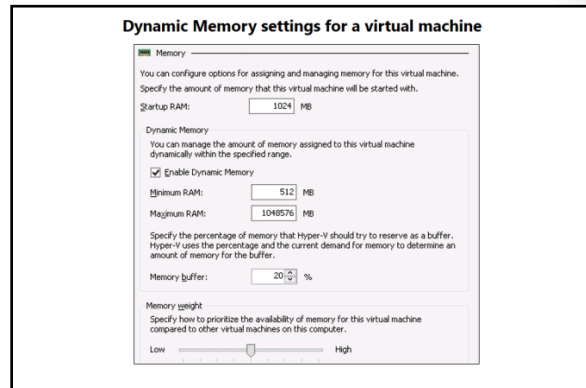 Dynamic Memory settings for a virtual machine
Memory
You can configure options for assigning and managing memory for this virtual machine.
Specify the amount of memory that this virtual machine will be started with.
Startup RAM: 1024 MB
Dynamic Memory
You can manage the amount of memory assigned to this virtual machine
dynamically within the specified range.
Enable Dynamic Memory
Minimum RAM: 512 MB
Maximum RAM: 1048576 MB
Specify the percentage of memory that Hyper-V should try to reserve as a buffer.
Hyper-V uses the percentage and the current demand for memory to determine an
amount of memory for the buffer.
Memory buffer: 20 %
Memory weight
Specify how to prioritize the availability of memory for this virtual machine
compared to other virtual machines on this computer.
Low High